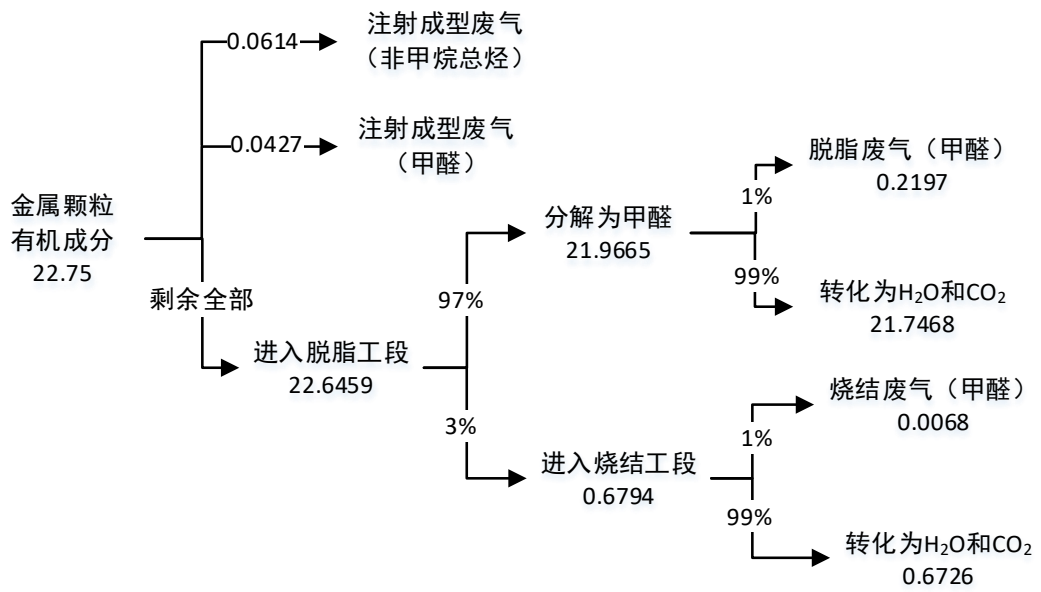 0.0614
注射成型废气
（非甲烷总烃）
0.0427
注射成型废气
（甲醛）
金属颗粒
有机成分
22.75
剩余全部
进入脱脂工段
22.6459
97%
分解为甲醛
21.9665
1%
脱脂废气（甲醛）
0.2197
99%
转化为H₂O和CO₂
21.7468
3%
进入烧结工段
0.6794
1%
烧结废气（甲醛）
0.0068
99%
转化为H₂O和CO₂
0.6726